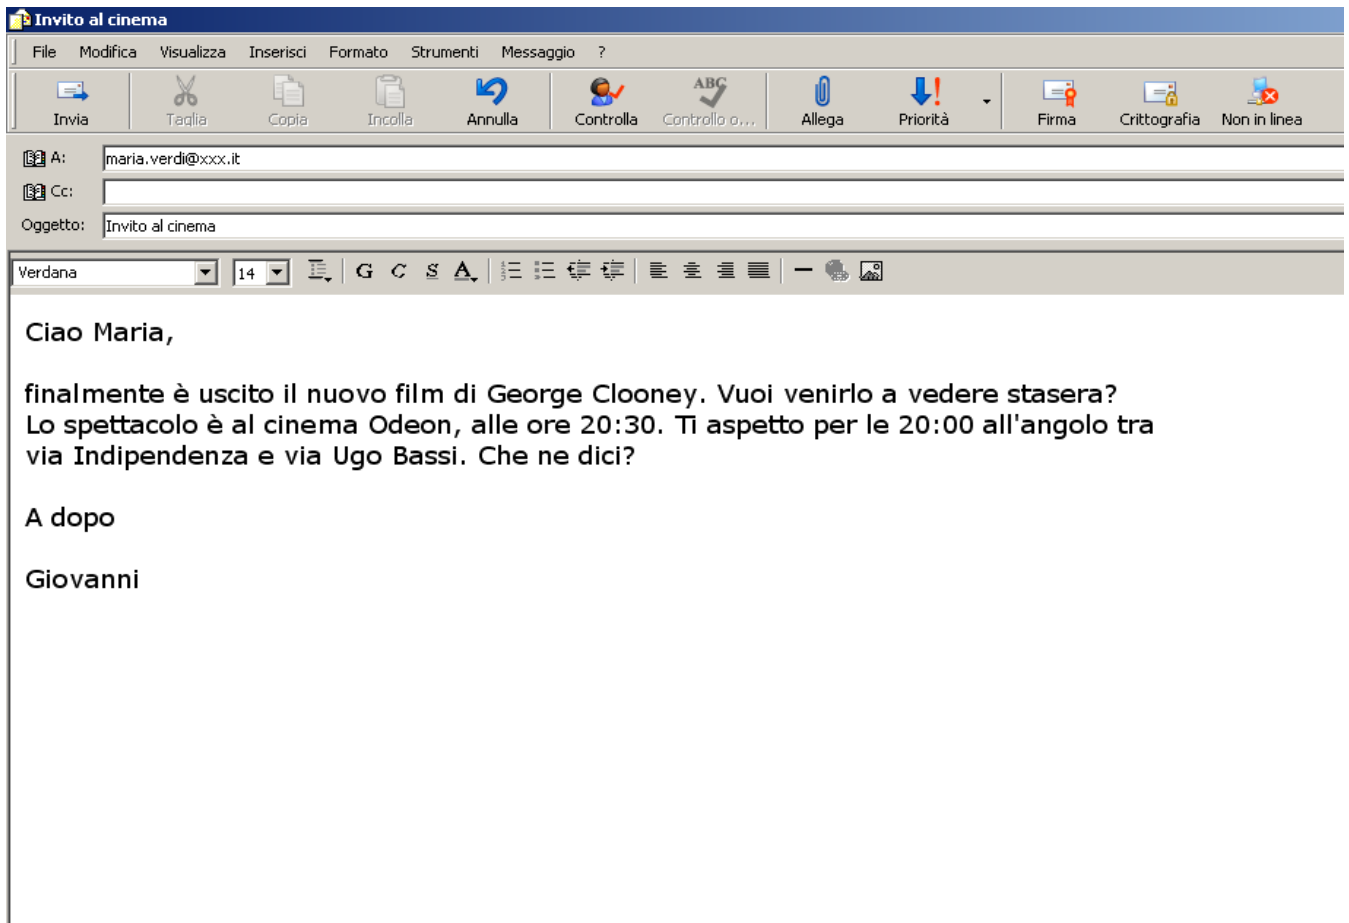 Invito al cinema
File Modifica Visualizza Inserisci Formato Strumenti Messaggio ?
Invia Taglia Copia Incolla Annulla Controlla Controllo o... Allega Priorità Firma Crittografia Non in linea
A: maria.verdi@xxx.it
Cc:
Oggetto: Invito al cinema
Verdana 14 G C S A
Ciao Maria,
finalmente è uscito il nuovo film di George Clooney. Vuoi venirlo a vedere stasera?
Lo spettacolo è al cinema Odeon, alle ore 20:30. Ti aspetto per le 20:00 all'angolo tra
via Indipendenza e via Ugo Bassi. Che ne dici?
A dopo
Giovanni